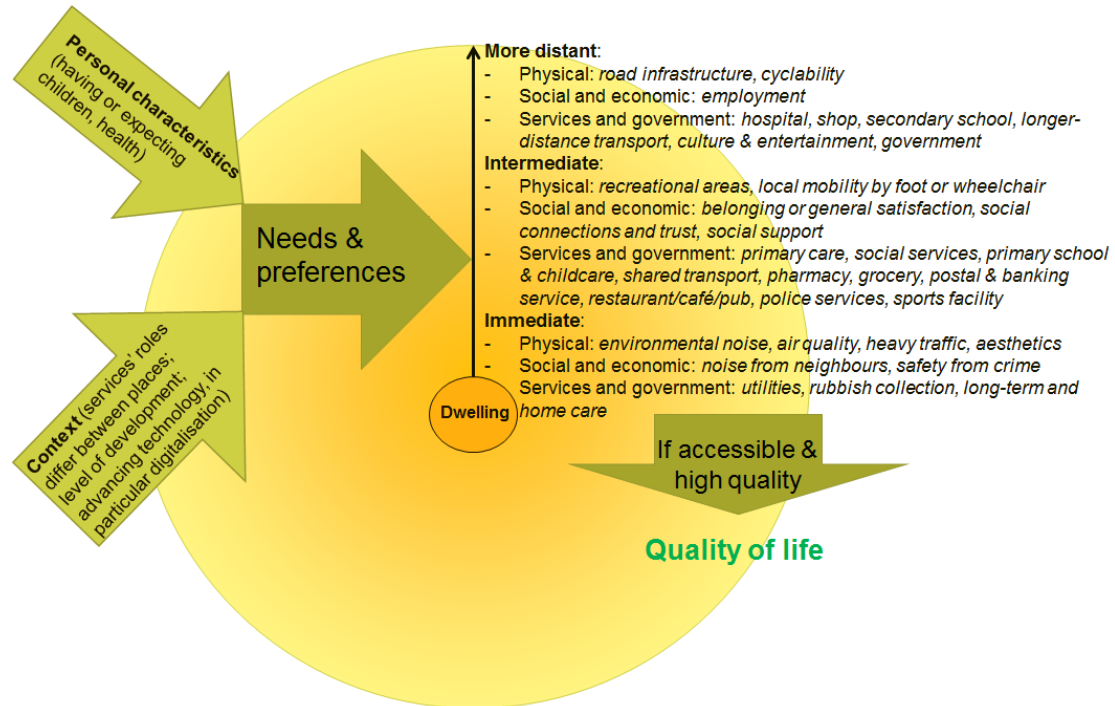 Personal characteristics
(having or expecting
children, health)
Context (services' roles
differ between places;
level of development;
advancing technology, in
particular digitalisation)
Needs &
preferences
More distant:
- Physical: road infrastructure, cyclability
- Social and economic: employment
- Services and government: hospital, shop, secondary school, longer-
distance transport, culture & entertainment, government
Intermediate:
- Physical: recreational areas, local mobility by foot or wheelchair
- Social and economic: belonging or general satisfaction, social
connections and trust, social support
- Services and government: primary care, social services, primary school
& childcare, shared transport, pharmacy, grocery, postal & banking
service, restaurant/café/pub, police services, sports facility
Immediate:
- Physical: environmental noise, air quality, heavy traffic, aesthetics
- Social and economic: noise from neighbours, safety from crime
Services and government: utilities, rubbish collection, long-term and
home care
Dwelling
If accessible &
high quality
Quality of life